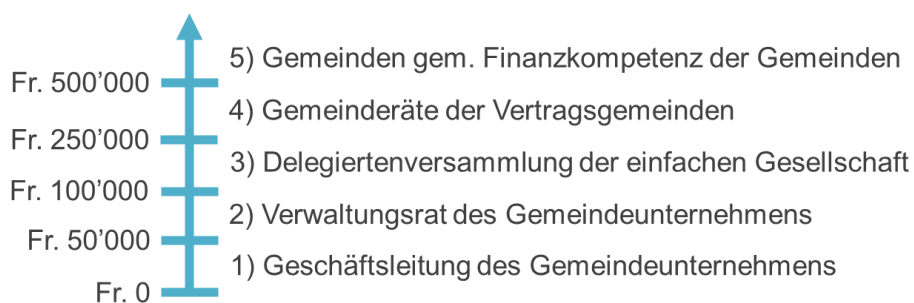 5) Gemeinden gem. Finanzkompetenz der Gemeinden
Fr. 500’000
4) Gemeinderäte der Vertragsgemeinden
Fr. 250’000
3) Delegiertenversammlung der einfachen Gesellschaft
Fr. 100’000
2) Verwaltungsrat des Gemeindeunternehmens
Fr. 50’000
1) Geschäftsleitung des Gemeindeunternehmens
Fr. 0